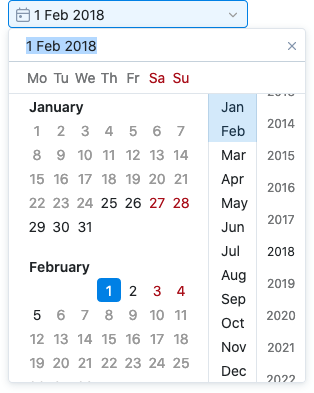 1 Feb 2018
1 Feb 2018
Mo Tu We Th Fr Sa Su
January
1 2 3 4 5 6 7
8 9 10 11 12 13 14
15 16 17 18 19 20 21
22 23 24 25 26 27 28
29 30 31
February
1 2 3 4
5 6 7 8 9 10 11
12 13 14 15 16 17 18
19 20 21 22 23 24 25
Jan
Feb
Mar
Apr
May
Jun
Jul
Aug
Sep
Oct
Nov
Dec
2014
2015
2016
2017
2018
2019
2020
2021
2022